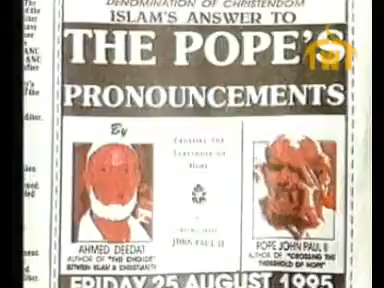 DENOMINATION OF CHRISTENDOM
ISLAM'S ANSWER TO
THE POPE'S
PRONOUNCEMENTS
By
CROSSING THE
THRESHOLD OF
HOPE
JOHN PAUL II
AHMED DEEDAT
AUTHOR OF "THE CHOICE"
BETWEEN ISLAM & CHRISTIANITY
POPE JOHN PAUL II
AUTHOR OF "CROSSING THE
THRESHOLD OF HOPE"
FRIDAY 25 AUGUST 1995